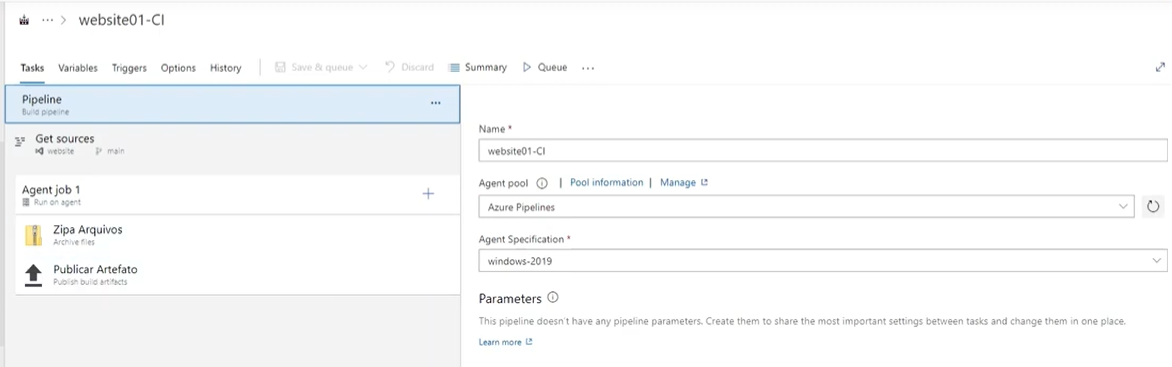 ··· > website01-CI
Tasks Variables Triggers Options History Save & queue Discard Summary Queue ···
Pipeline ···
Build pipeline
Get sources
website main
Agent job 1 +
Run on agent
Zipa Arquivos
Archive files
Publicar Artefato
Publish build artifacts
Name *
website01-CI
Agent pool | Pool information | Manage
Azure Pipelines
Agent Specification *
windows-2019
Parameters
This pipeline doesn't have any pipeline parameters. Create them to share the most important settings between tasks and change them in one place.
Learn more